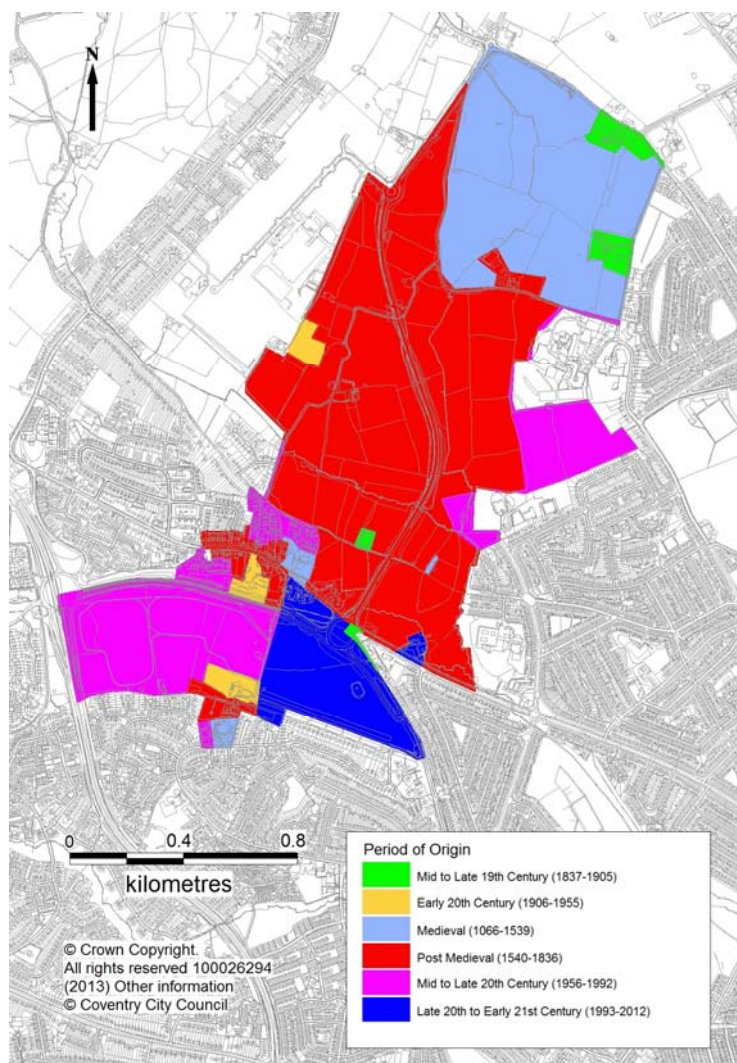 N
0 0.4 0.8
kilometres
© Crown Copyright.
All rights reserved 100026294
(2013) Other information
© Coventry City Council
Period of Origin
Mid to Late 19th Century (1837-1905)
Early 20th Century (1906-1955)
Medieval (1066-1539)
Post Medieval (1540-1836)
Mid to Late 20th Century (1956-1992)
Late 20th to Early 21st Century (1993-2012)